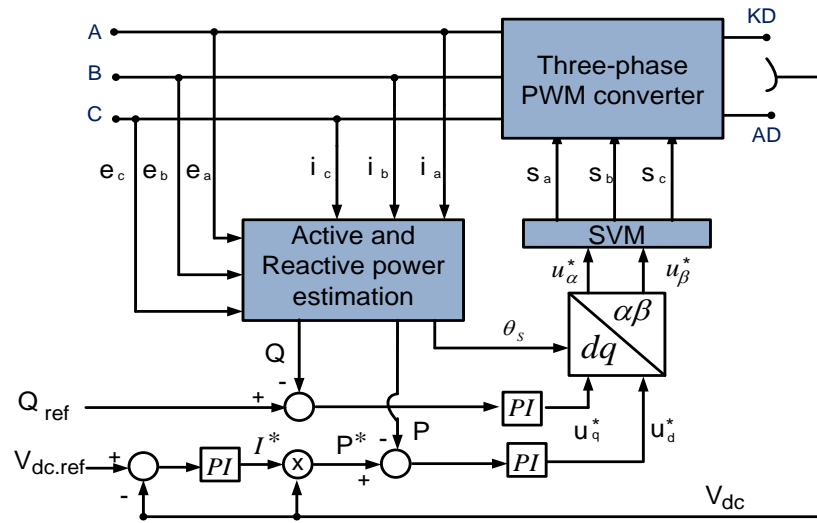 A
B
C
KD
AD
Three-phase
PWM converter
e c
e b
e a
i c
i b
i a
s a
s b
s c
Active and
Reactive power
estimation
SVM
u*α
u*β
αβ
dq
θs
Q
-
+
Q ref
PI
u*q
u*d
P
-
V dc.ref
+
-
PI
I*
x
P*
+
PI
V dc